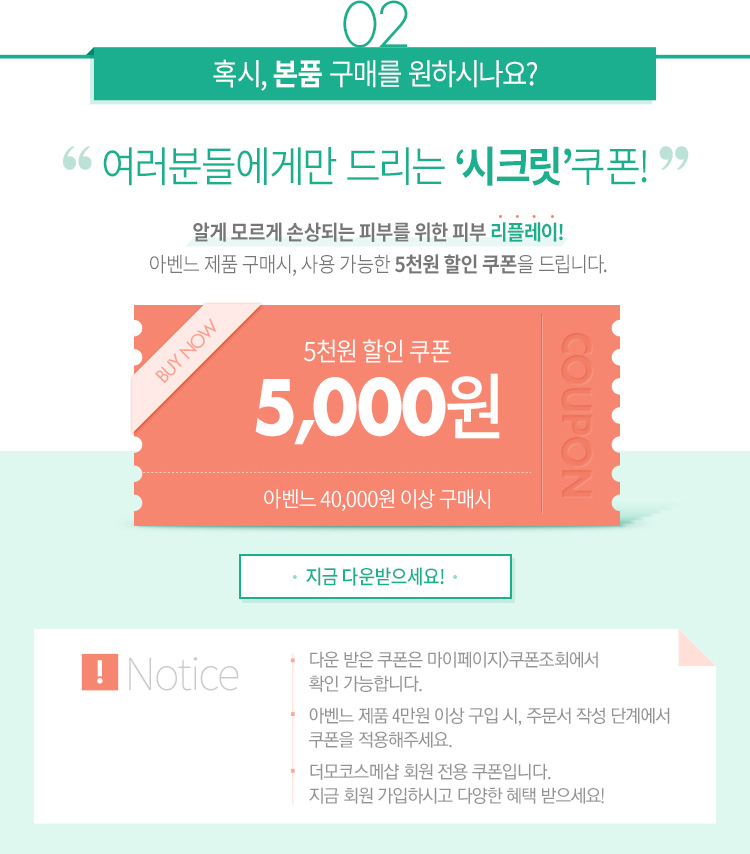 02
혹시, 본품 구매를 원하시나요?
“ 여러분들에게만 드리는 ‘시크릿’쿠폰! ”
알게 모르게 손상되는 피부를 위한 피부 리플레이!
아벤느 제품 구매시, 사용 가능한 5천원 할인 쿠폰을 드립니다.
BUY NOW
5천원 할인 쿠폰
5,000원
아벤느 40,000원 이상 구매시
COUPON
· 지금 다운받으세요! ·
! Notice
· 다운 받은 쿠폰은 마이페이지>쿠폰조회에서
확인 가능합니다.
· 아벤느 제품 4만원 이상 구입 시, 주문서 작성 단계에서
쿠폰을 적용해주세요.
· 더모코스메샵 회원 전용 쿠폰입니다.
지금 회원 가입하시고 다양한 혜택 받으세요!